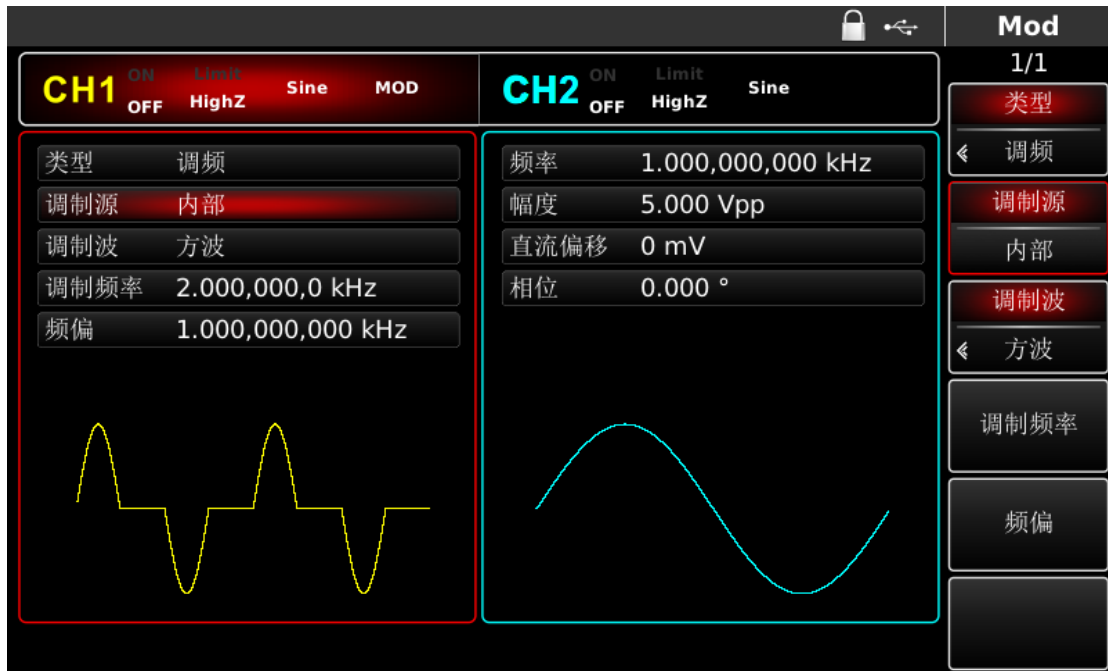 Mod
1/1
CH1 ON OFF Limit HighZ Sine MOD
CH2 ON OFF Limit HighZ Sine
类型 调频
调制源 内部
调制波 方波
调制频率 2.000,000,0 kHz
频偏 1.000,000,000 kHz
频率 1.000,000,000 kHz
幅度 5.000 Vpp
直流偏移 0 mV
相位 0.000 °
类型
调频
调制源
内部
调制波
方波
调制频率
频偏